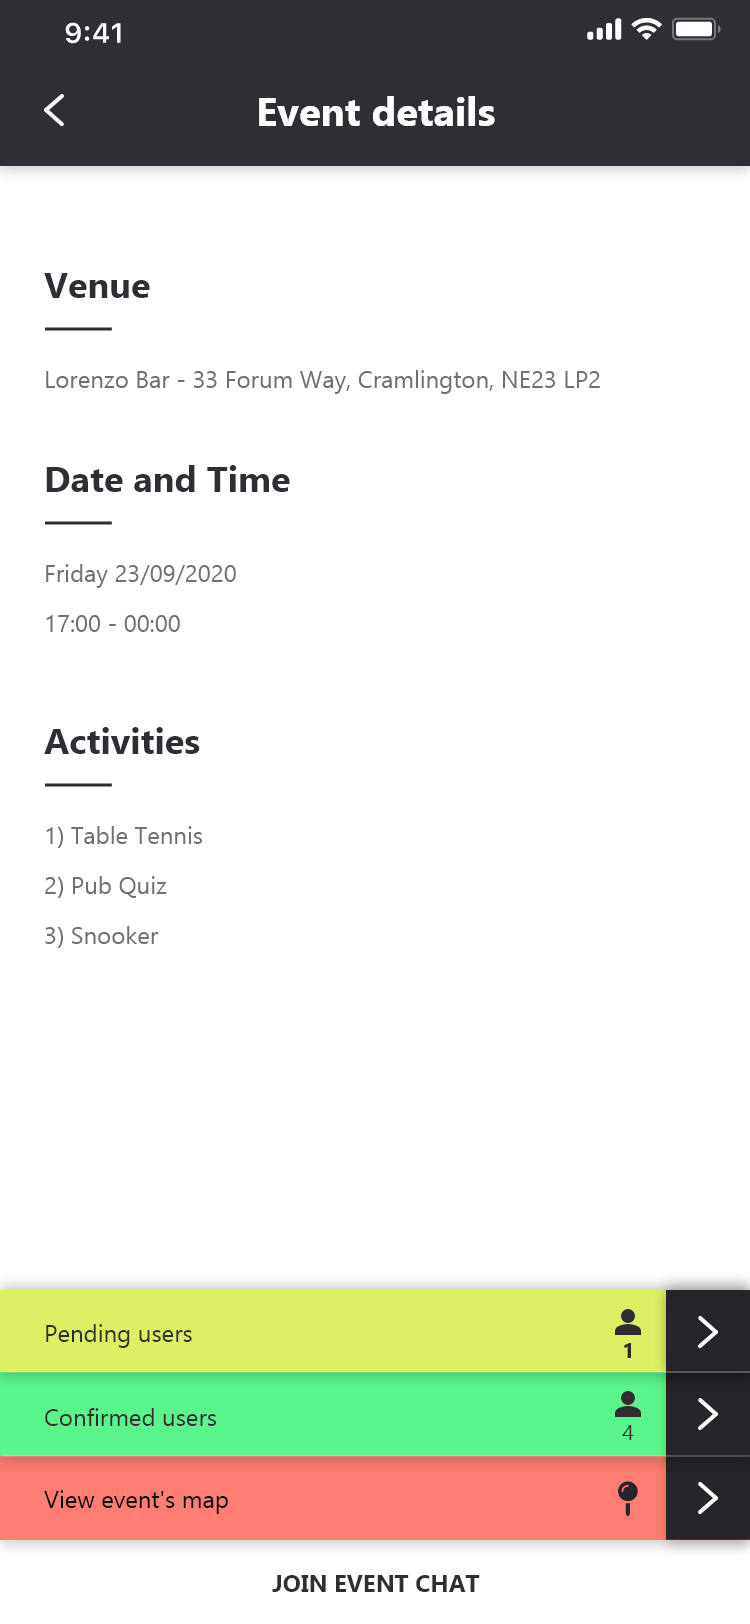 9:41
Event details
Venue
Lorenzo Bar - 33 Forum Way, Cramlington, NE23 LP2
Date and Time
Friday 23/09/2020
17:00 - 00:00
Activities
1) Table Tennis
2) Pub Quiz
3) Snooker
Pending users
1
Confirmed users
4
View event's map
JOIN EVENT CHAT